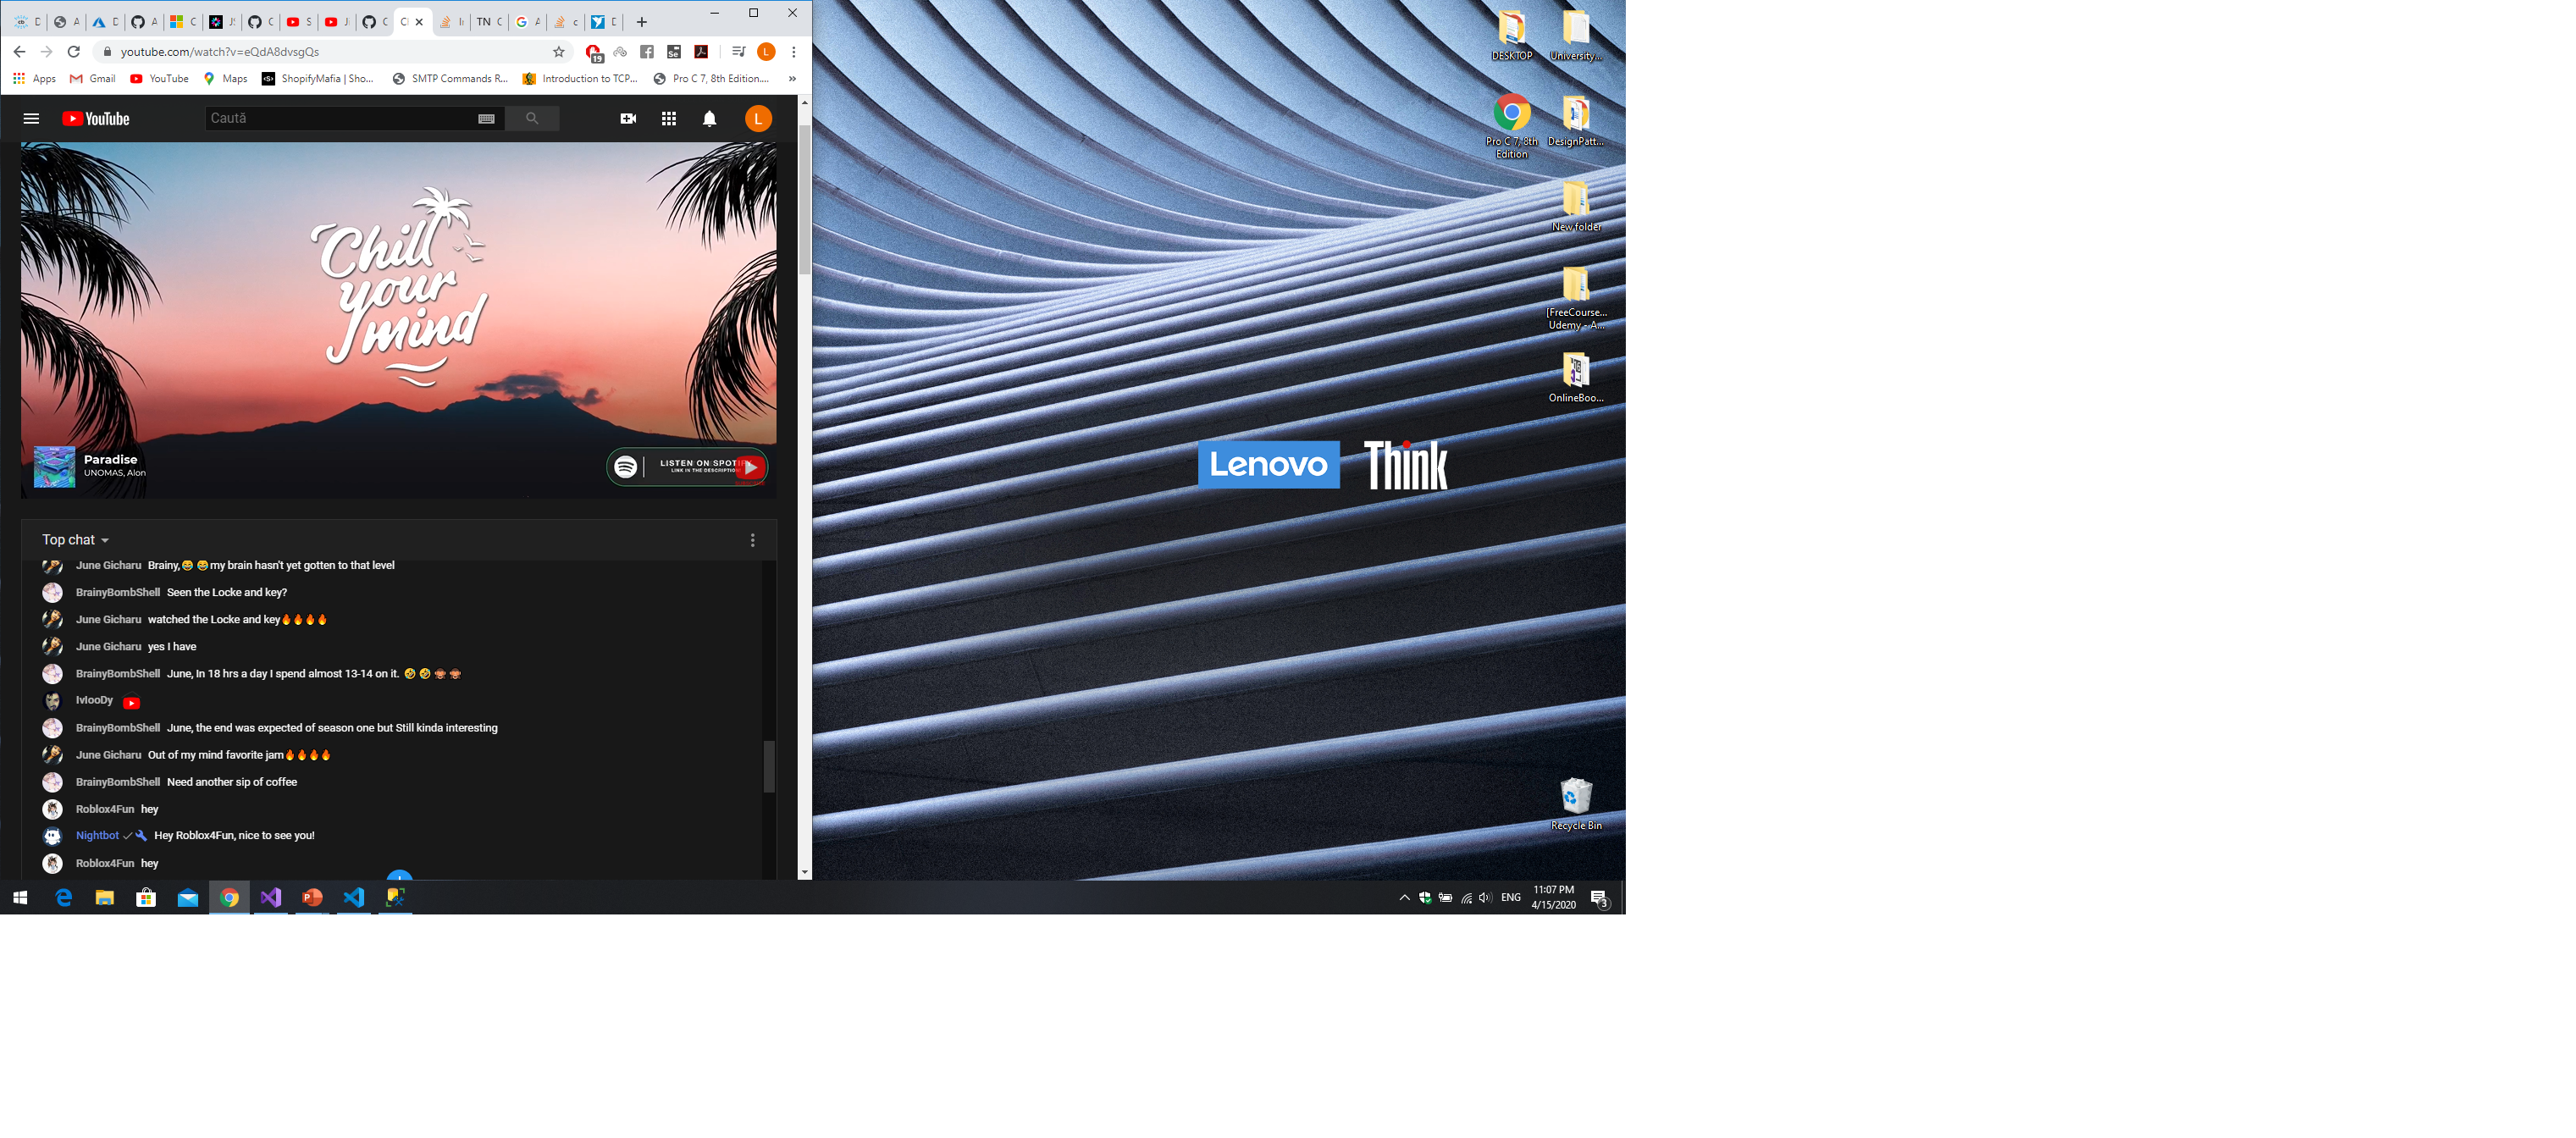 youtube.com/watch?v=eQdA8dvsgQs
19
L
Apps
Gmail
YouTube
Maps
ShopifyMafia | Sho...
SMTP Commands R...
Introduction to TCP...
Pro C 7, 8th Edition....
»
YouTube
Caută
L
Chill
your
mind
Paradise
UNOMAS, Alon
LISTEN ON SPOTIFY
LINK IN THE DESCRIPTION
Top chat
June Gicharu Brainy,😂 😂my brain hasn't yet gotten to that level
BrainyBombShell Seen the Locke and key?
June Gicharu watched the Locke and key🔥🔥🔥🔥
June Gicharu yes I have
BrainyBombShell June, In 18 hrs a day I spend almost 13-14 on it. 🤣 🤣 🙊 🙊
IvIooDy
BrainyBombShell June, the end was expected of season one but Still kinda interesting
June Gicharu Out of my mind favorite jam🔥🔥🔥🔥
BrainyBombShell Need another sip of coffee
Roblox4Fun hey
Nightbot Hey Roblox4Fun, nice to see you!
Roblox4Fun hey
DESKTOP
University...
Pro C 7, 8th
Edition
DesignPatt...
New folder
[FreeCourse...
Udemy - A...
OnlineBoo...
Lenovo
Think
Recycle Bin
ENG
11:07 PM
4/15/2020
3